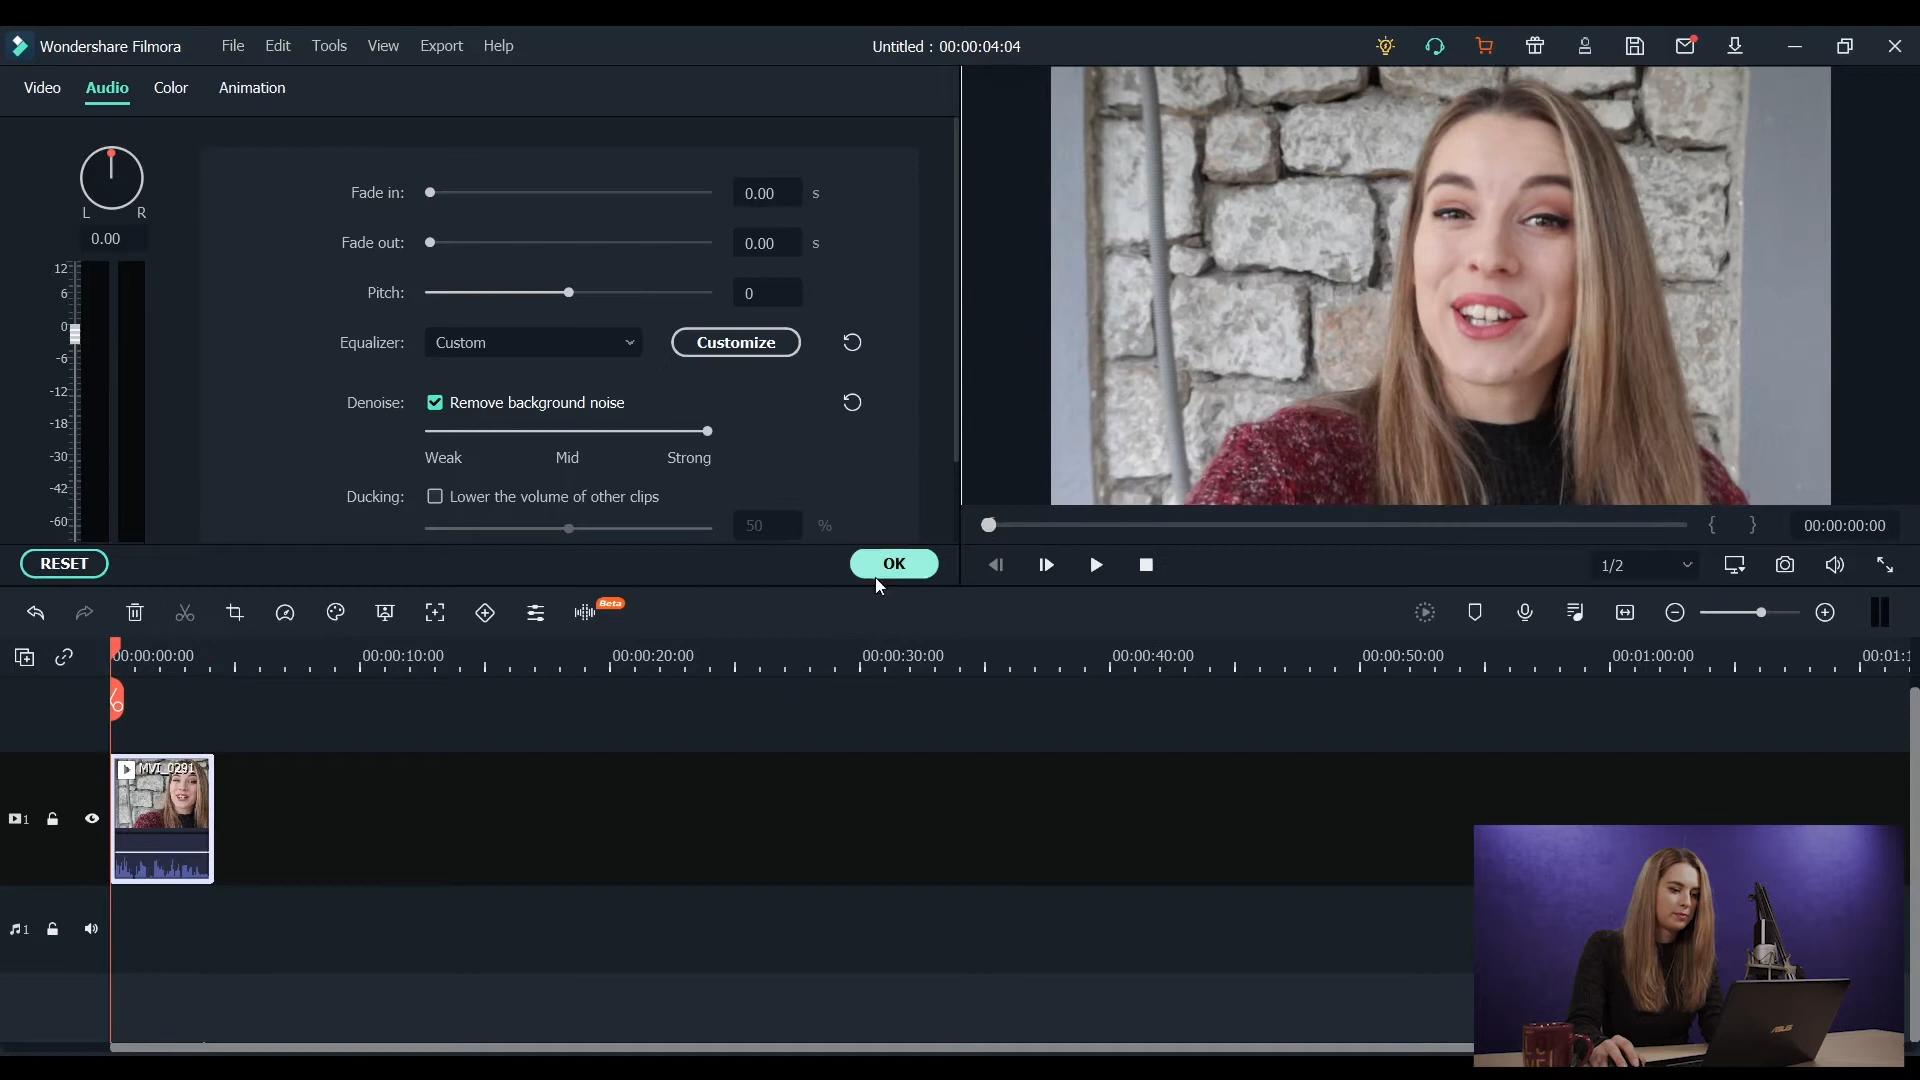 Wondershare Filmora File Edit Tools View Export Help Untitled : 00:00:04:04
Video Audio Color Animation
L R
0.00
12
6
0
-6
-12
-18
-30
-42
-60
Fade in: 0.00 s
Fade out: 0.00 s
Pitch: 0
Equalizer: Custom Customize
Denoise: Remove background noise
Weak Mid Strong
Ducking: Lower the volume of other clips
50 %
RESET OK
{ } 00:00:00:00
1/2
Beta
00:00:00:00 00:00:10:00 00:00:20:00 00:00:30:00 00:00:40:00 00:00:50:00 00:01:00:00 00:01:1
MVI_0291
1
1
ASUS